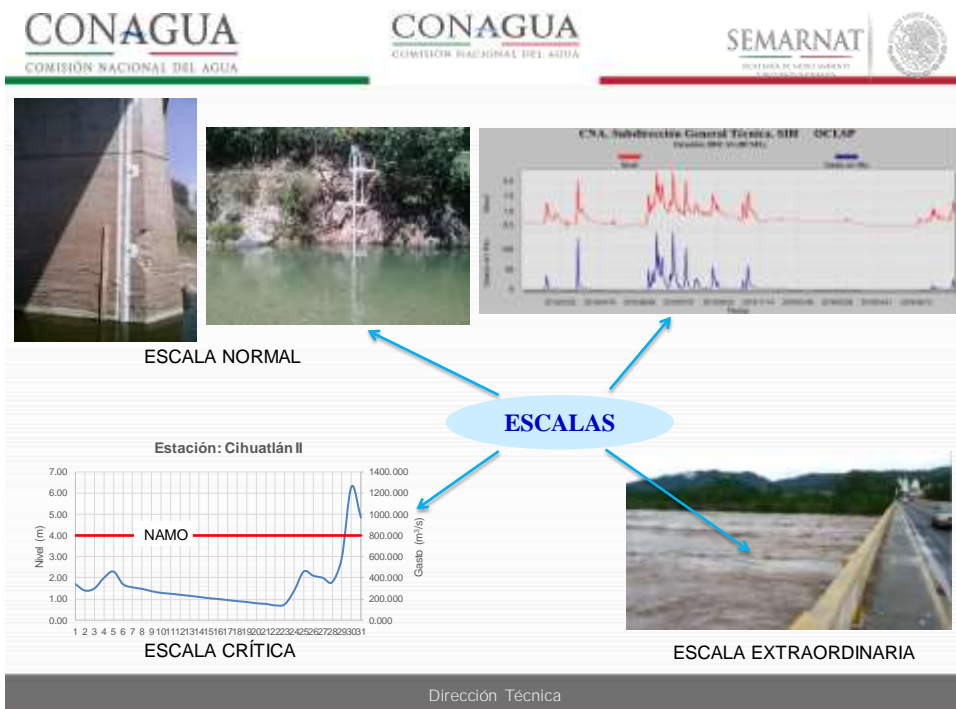 CONAGUA
COMISIÓN NACIONAL DEL AGUA
CONAGUA
COMISIÓN NACIONAL DEL AGUA
SEMARNAT
CNA. Subdirección General Técnica. SIH OCLSP
ESCALA NORMAL
ESCALAS
Estación: Cihuatlán II
7.00
6.00
5.00
4.00
3.00
2.00
1.00
0.00
Nivel (m)
NAMO
1400.000
1200.000
1000.000
800.000
600.000
400.000
200.000
0.000
Gasto (m³/s)
1 2 3 4 5 6 7 8 9 10 11 12 13 14 15 16 17 18 19 20 21 22 23 24 25 26 27 28 29 30 31
ESCALA CRÍTICA
ESCALA EXTRAORDINARIA
Dirección Técnica